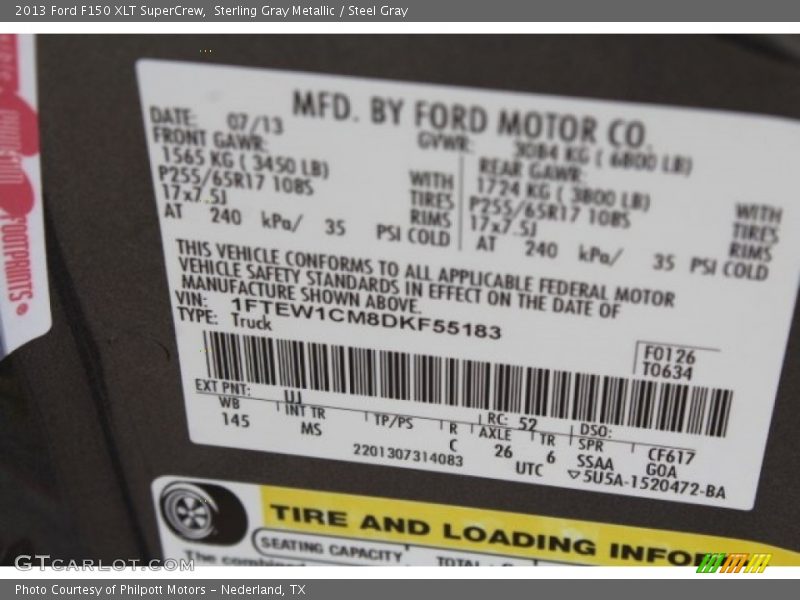 2013 Ford F150 XLT SuperCrew, Sterling Gray Metallic / Steel Gray
FOOTPRINTS
MFD. BY FORD MOTOR CO.
DATE: 07/13 GVWR: 3084 KG ( 6800 LB)
FRONT GAWR: REAR GAWR:
1565 KG ( 3450 LB) WITH 1724 KG ( 3800 LB) WITH
P255/65R17 108S TIRES P255/65R17 108S TIRES
17x7.5J RIMS 17x7.5J RIMS
AT 240 kPa/ 35 PSI COLD AT 240 kPa/ 35 PSI COLD
THIS VEHICLE CONFORMS TO ALL APPLICABLE FEDERAL MOTOR
VEHICLE SAFETY STANDARDS IN EFFECT ON THE DATE OF
MANUFACTURE SHOWN ABOVE.
VIN: 1FTEW1CM8DKF55183
TYPE: Truck
F0126
T0634
EXT PNT: UJ RC: 52 DSO:
WB INT TR TP/PS R AXLE TR SPR CF617
145 MS C 26 6 SSAA GOA
2201307314083 UTC ▽5U5A-1520472-BA
TIRE AND LOADING INFOR
SEATING CAPACITY
The combined
GTCarLot.com
Photo Courtesy of Philpott Motors - Nederland, TX